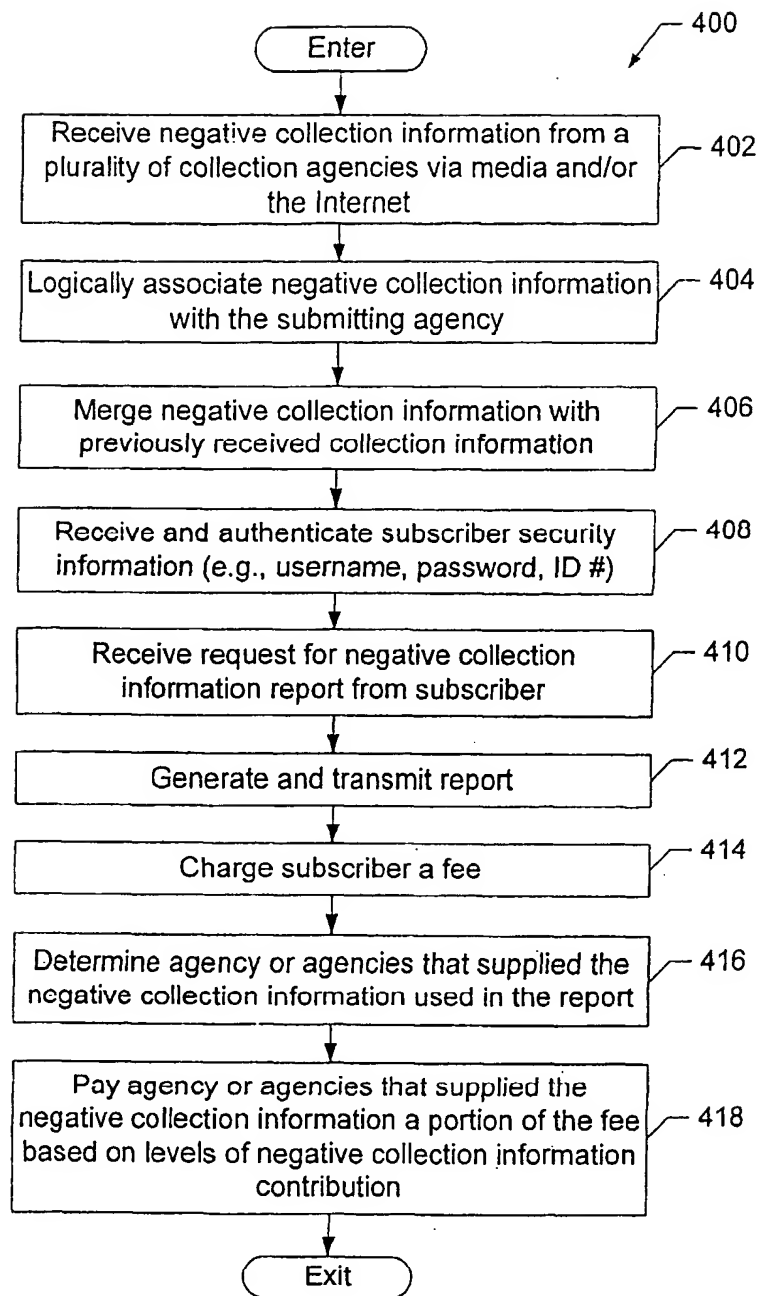 400
Enter
Receive negative collection information from a
plurality of collection agencies via media and/or
the Internet
402
Logically associate negative collection information
with the submitting agency
404
Merge negative collection information with
previously received collection information
406
Receive and authenticate subscriber security
information (e.g., username, password, ID #)
408
Receive request for negative collection
information report from subscriber
410
Generate and transmit report
412
Charge subscriber a fee
414
Determine agency or agencies that supplied the
negative collection information used in the report
416
Pay agency or agencies that supplied the
negative collection information a portion of the fee
based on levels of negative collection information
contribution
418
Exit